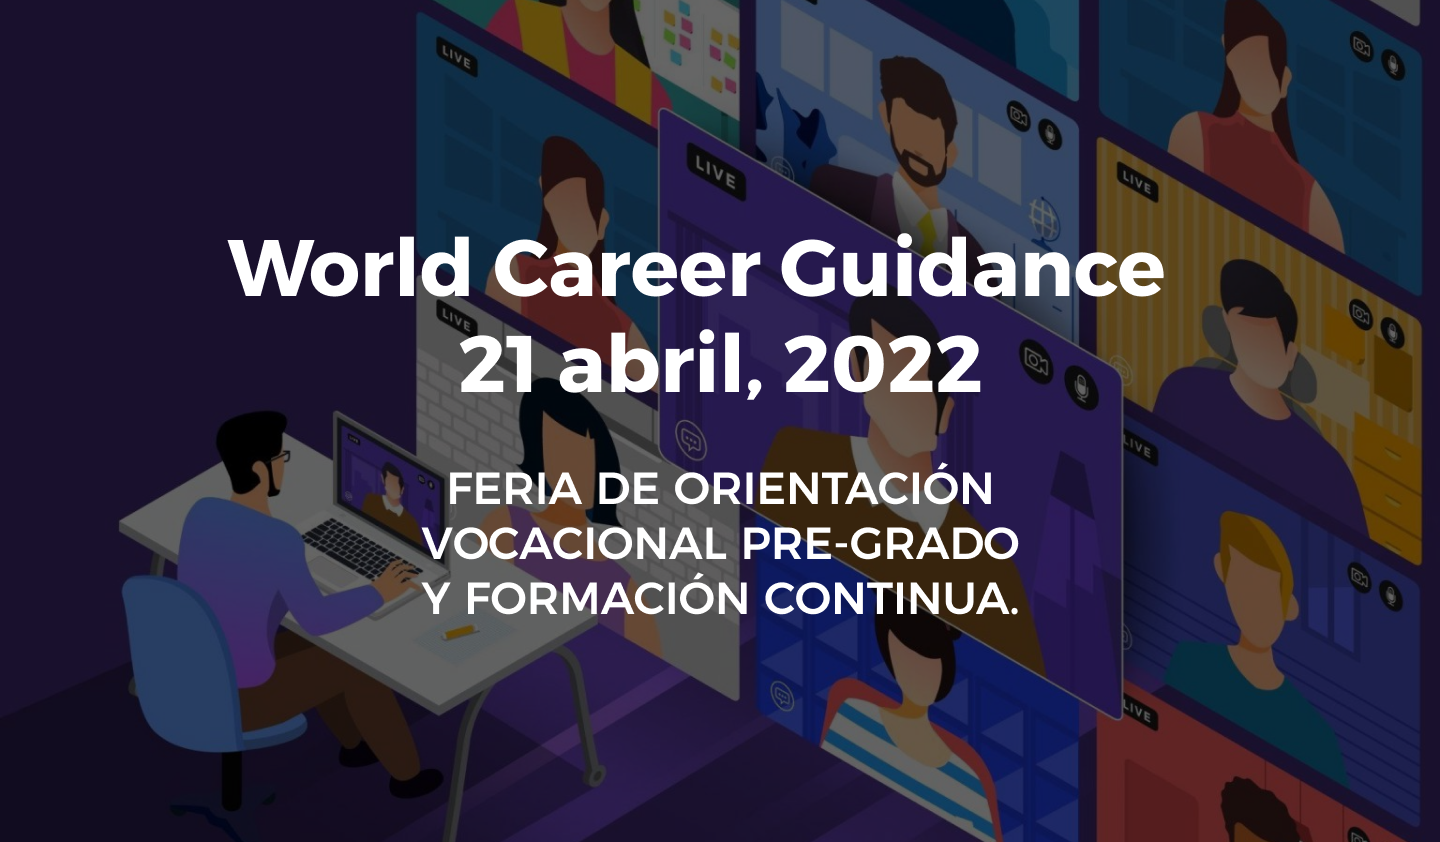 World Career Guidance
21 abril, 2022
FERIA DE ORIENTACIÓN
VOCACIONAL PRE-GRADO
Y FORMACIÓN CONTINUA.
LIVE
LIVE
LIVE
LIVE
LIVE
LIVE